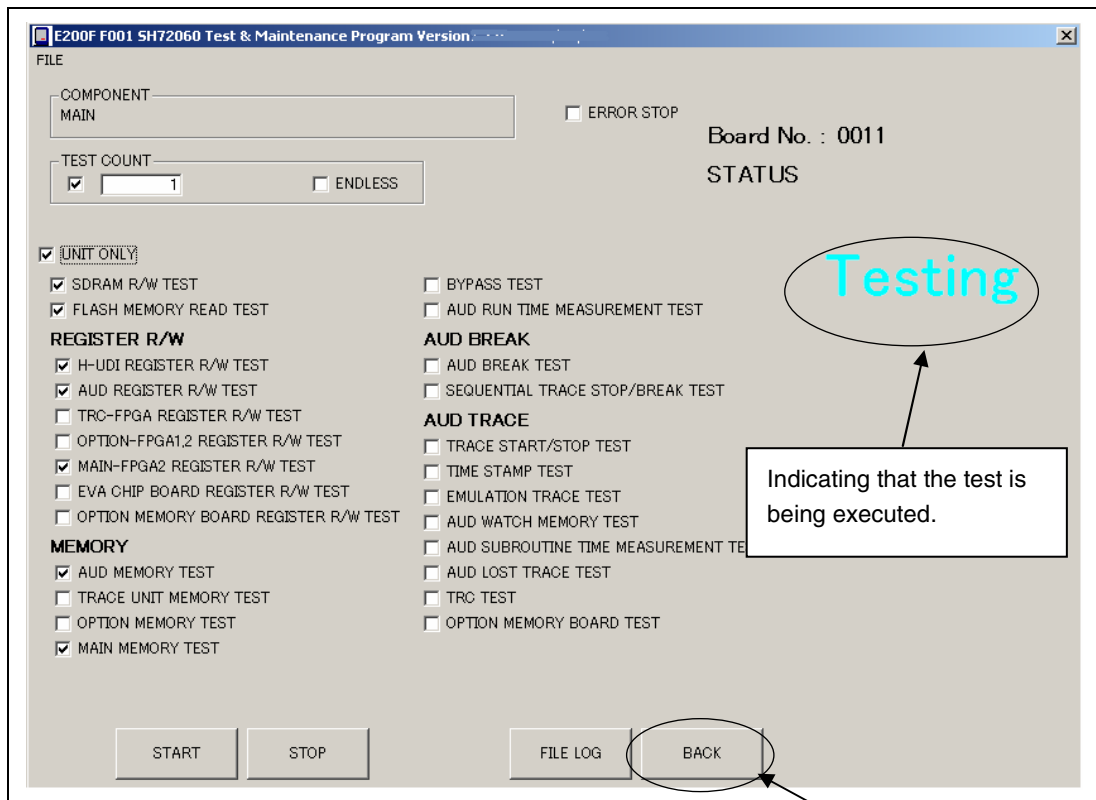 E200F F001 SH72060 Test & Maintenance Program Version
FILE
COMPONENT
MAIN
ERROR STOP
Board No. : 0011
TEST COUNT
1
ENDLESS
STATUS
UNIT ONLY
Testing
SDRAM R/W TEST
FLASH MEMORY READ TEST
REGISTER R/W
H-UDI REGISTER R/W TEST
AUD REGISTER R/W TEST
TRC-FPGA REGISTER R/W TEST
OPTION-FPGA1,2 REGISTER R/W TEST
MAIN-FPGA2 REGISTER R/W TEST
EVA CHIP BOARD REGISTER R/W TEST
OPTION MEMORY BOARD REGISTER R/W TEST
MEMORY
AUD MEMORY TEST
TRACE UNIT MEMORY TEST
OPTION MEMORY TEST
MAIN MEMORY TEST
BYPASS TEST
AUD RUN TIME MEASUREMENT TEST
AUD BREAK
AUD BREAK TEST
SEQUENTIAL TRACE STOP/BREAK TEST
AUD TRACE
TRACE START/STOP TEST
TIME STAMP TEST
EMULATION TRACE TEST
AUD WATCH MEMORY TEST
AUD SUBROUTINE TIME MEASUREMENT TE
AUD LOST TRACE TEST
TRC TEST
OPTION MEMORY BOARD TEST
Indicating that the test is
being executed.
START
STOP
FILE LOG
BACK